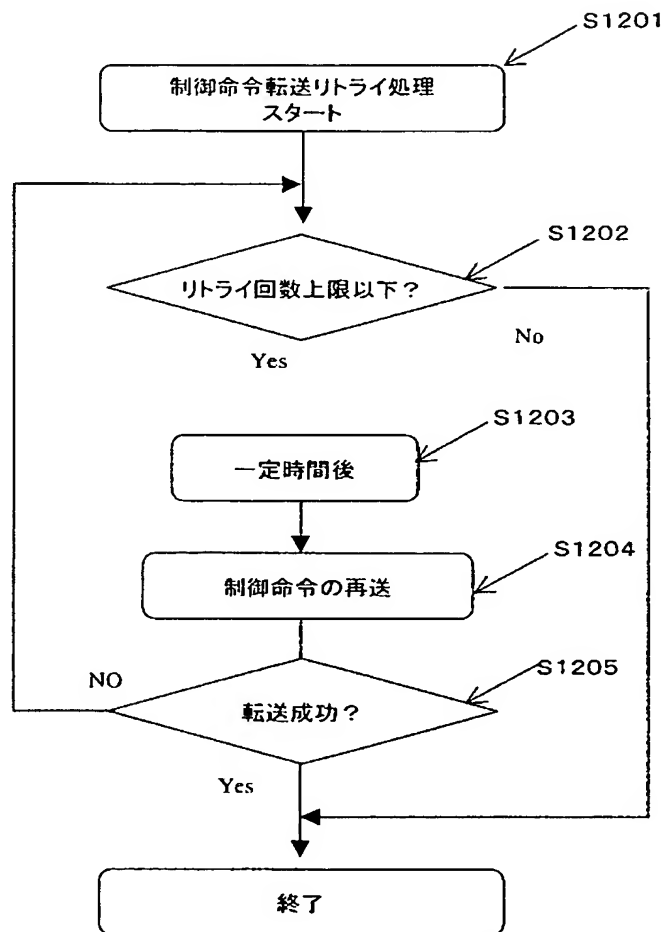 S1201
制御命令転送リトライ処理
スタート
S1202
リトライ回数上限以下？
No
Yes
S1203
一定時間後
S1204
制御命令の再送
S1205
NO
転送成功？
Yes
終了